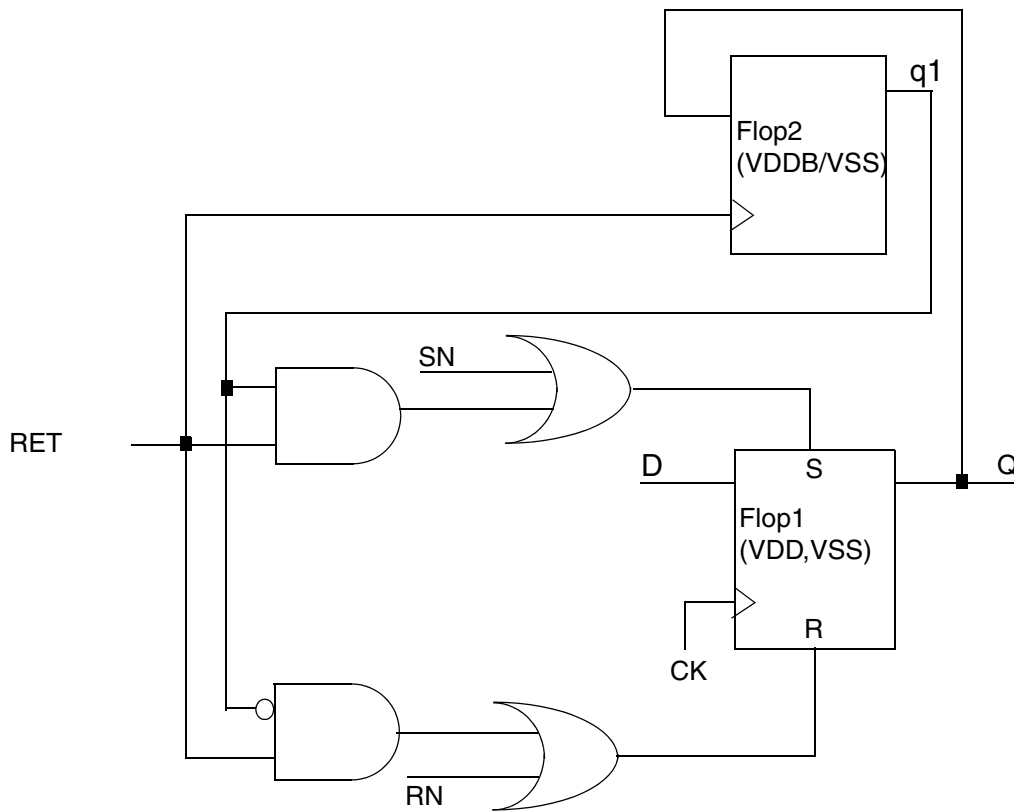 q1
Flop2
(VDDB/VSS)
SN
RET
D
S
Q
Flop1
(VDD,VSS)
R
CK
RN